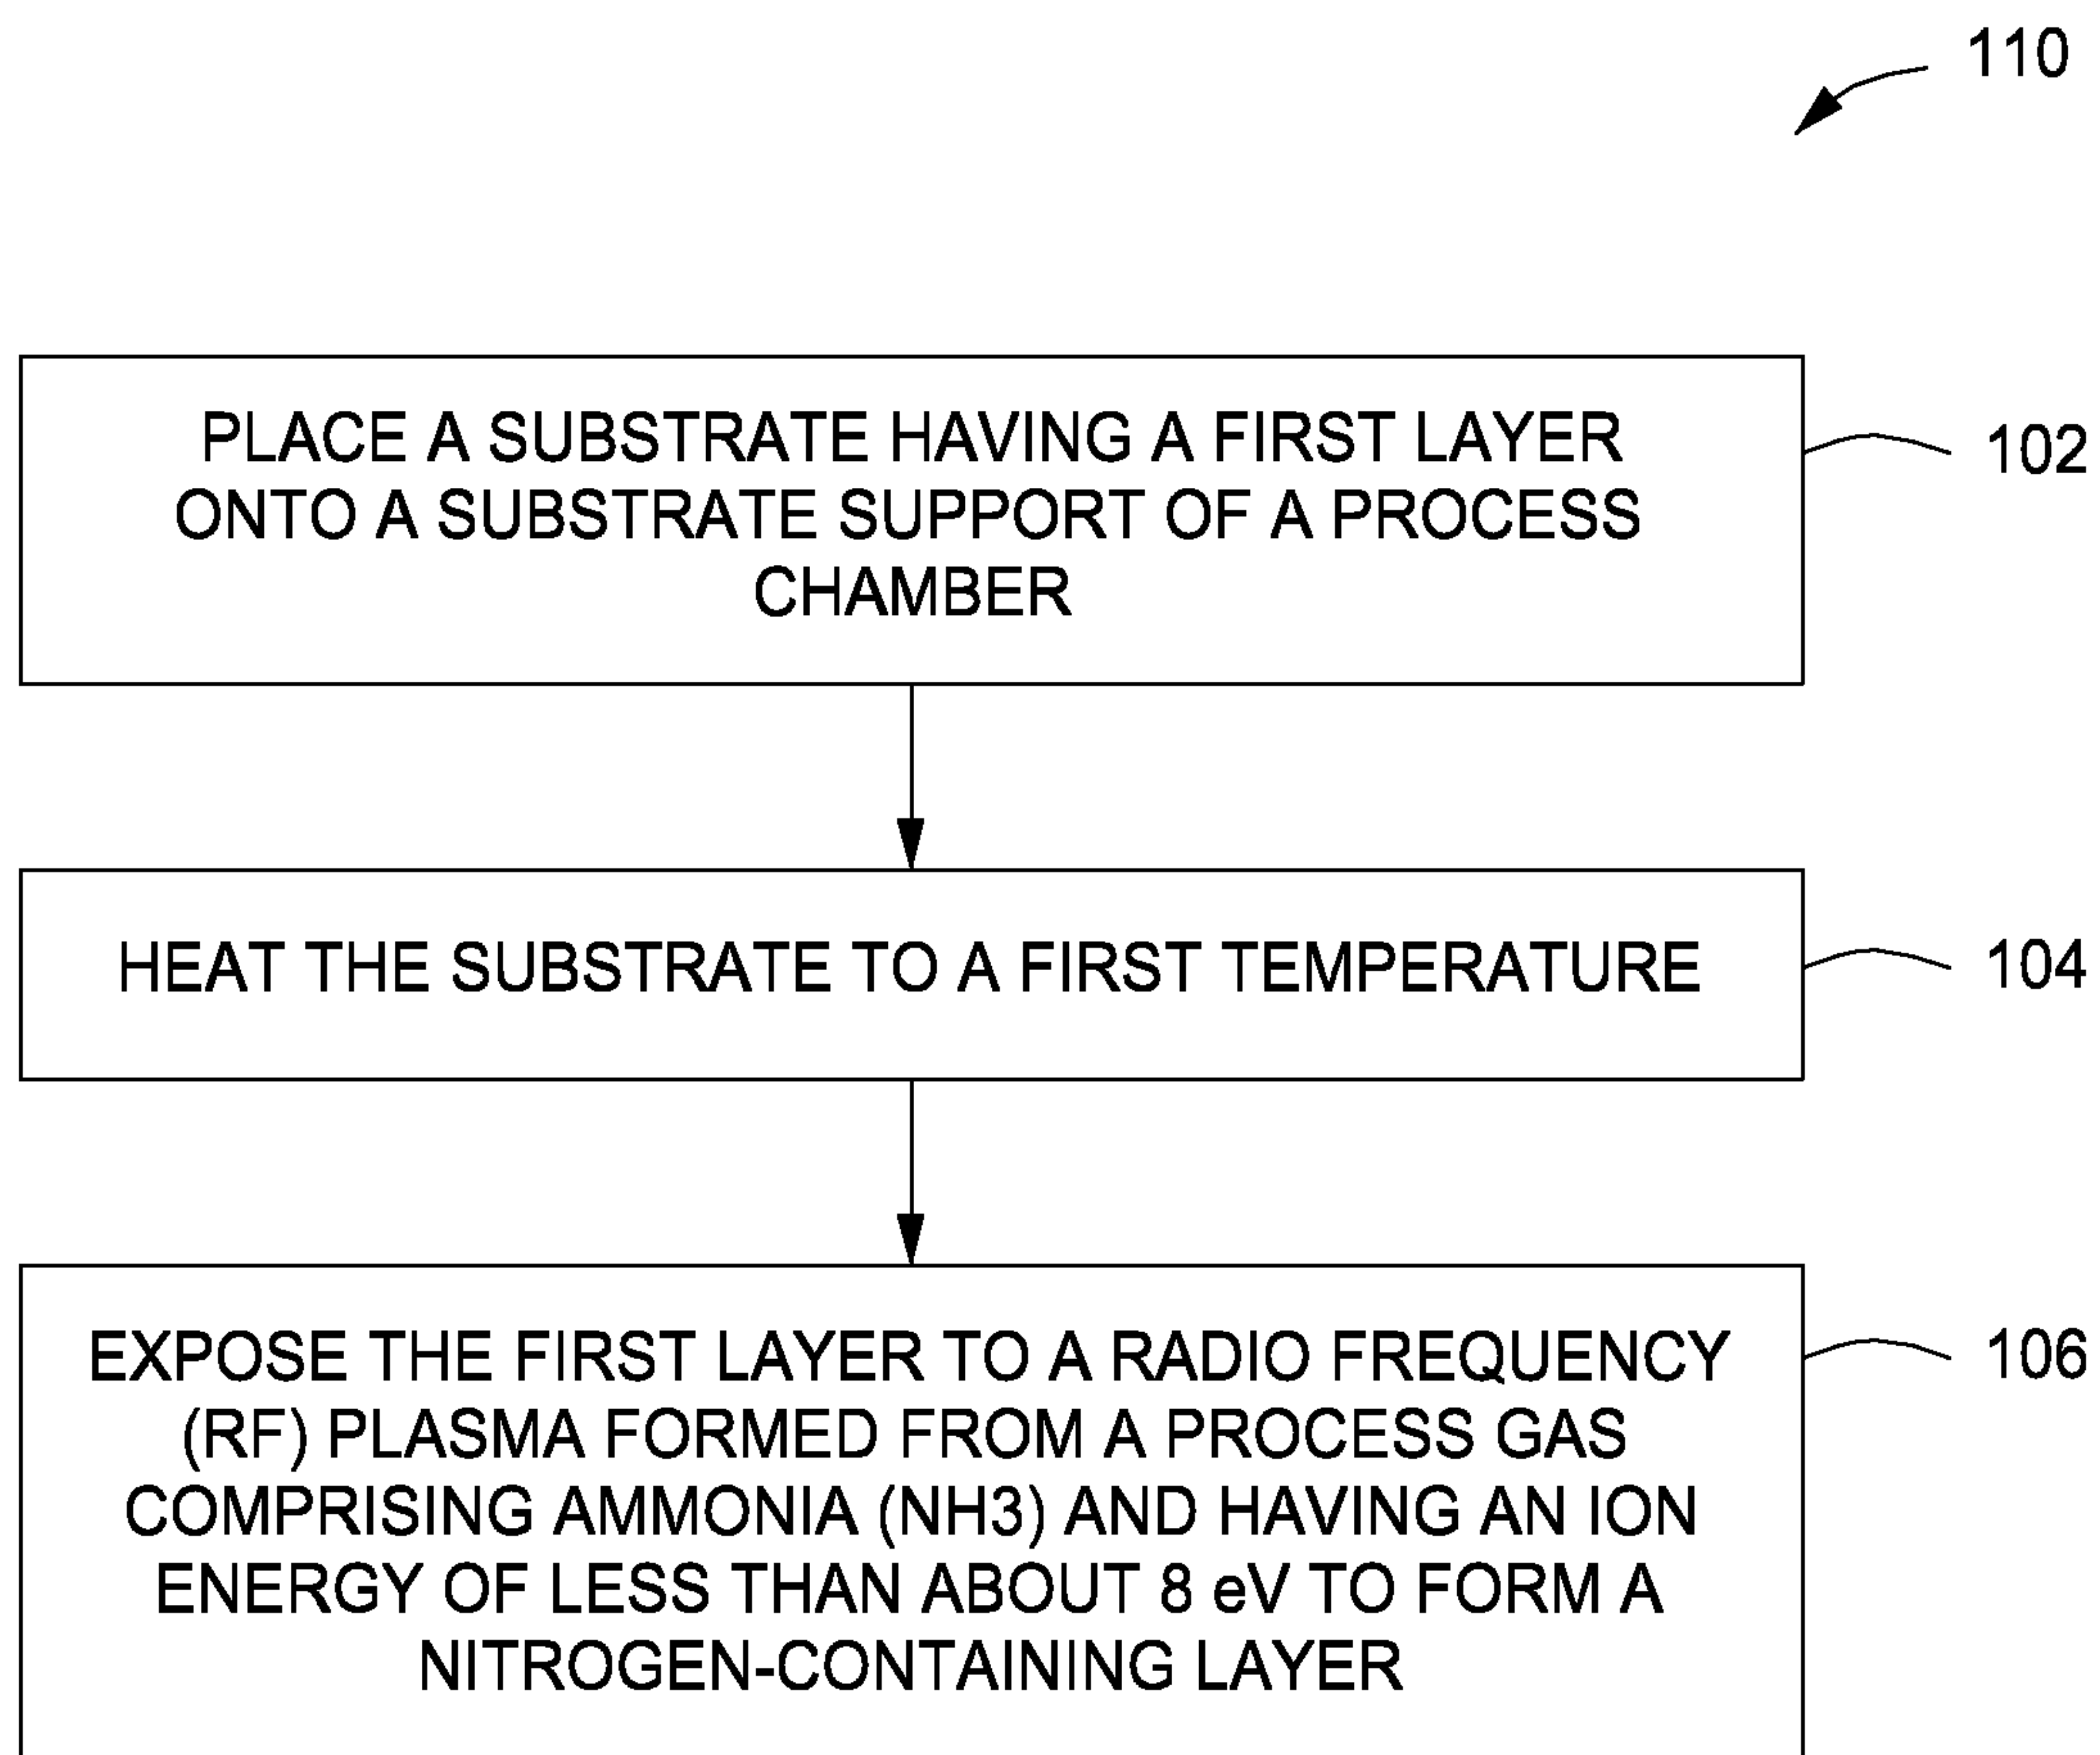 110
PLACE A SUBSTRATE HAVING A FIRST LAYER
ONTO A SUBSTRATE SUPPORT OF A PROCESS
CHAMBER
102
HEAT THE SUBSTRATE TO A FIRST TEMPERATURE
104
EXPOSE THE FIRST LAYER TO A RADIO FREQUENCY
(RF) PLASMA FORMED FROM A PROCESS GAS
COMPRISING AMMONIA (NH3) AND HAVING AN ION
ENERGY OF LESS THAN ABOUT 8 eV TO FORM A
NITROGEN-CONTAINING LAYER
106